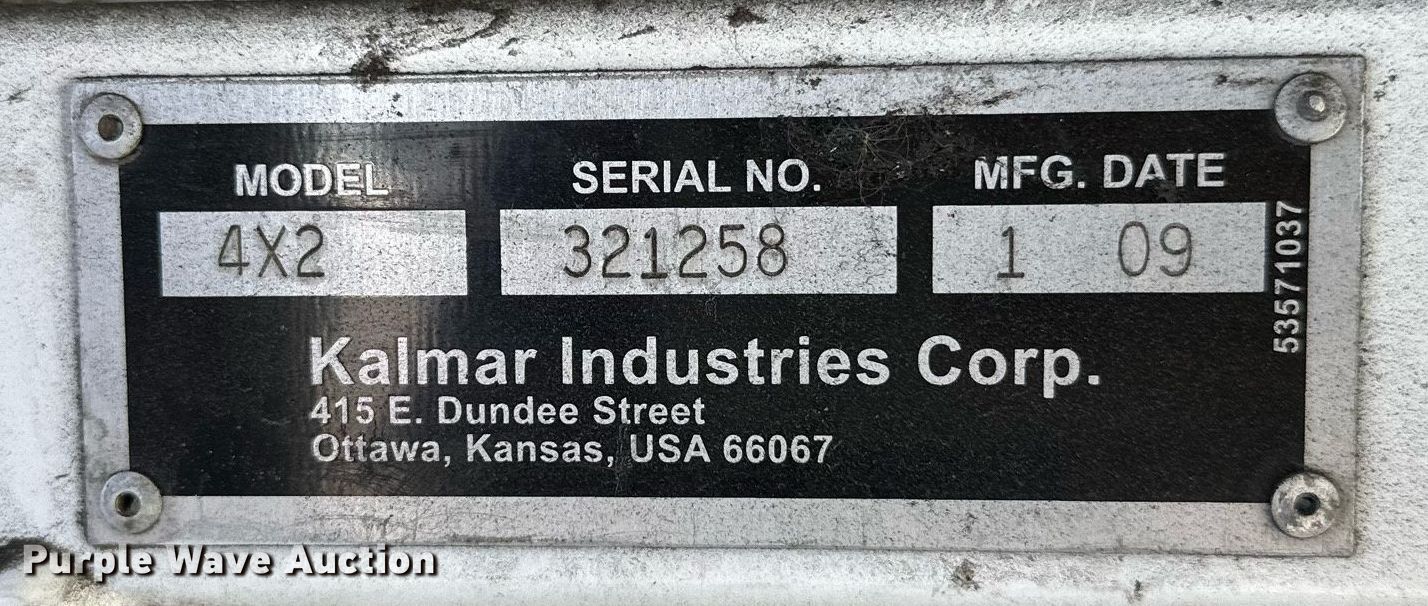 MODEL SERIAL NO. MFG. DATE
4X2 321258 1 09
53571037
Kalmar Industries Corp.
415 E. Dundee Street
Ottawa, Kansas, USA 66067
Purple Wave Auction